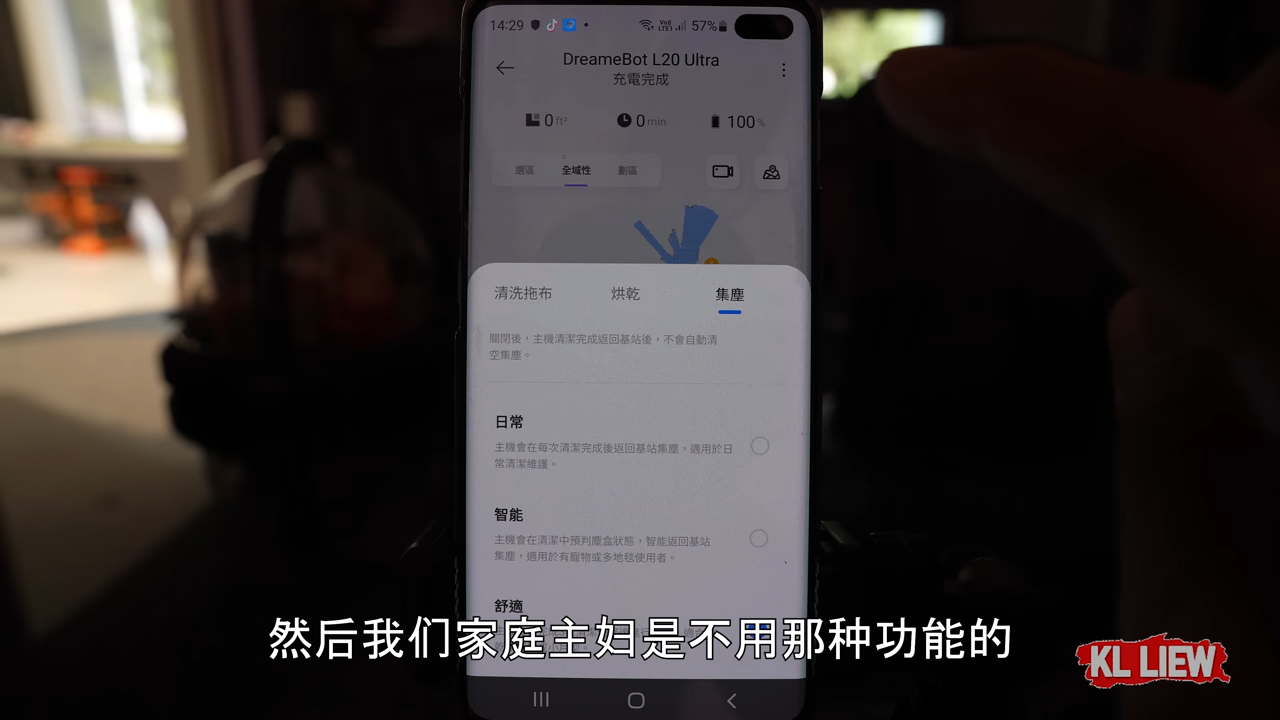 14:29
Vo)) LTE1
57%
DreameBot L20 Ultra
充電完成
0 ft²
0 min
100 %
選區 全域性 劃區
清洗拖布 烘乾 集塵
關閉後，主機清潔完成返回基站後，不會自動清
空集塵。
日常
主機會在每次清潔完成後返回基站集塵，適用於日
常清潔維護。
智能
主機會在清潔中預判塵盒狀態，智能返回基站
集塵，適用於有寵物或多地毯使用者。
舒適
然后我们家庭主妇是不用那种功能的
KL LIEW